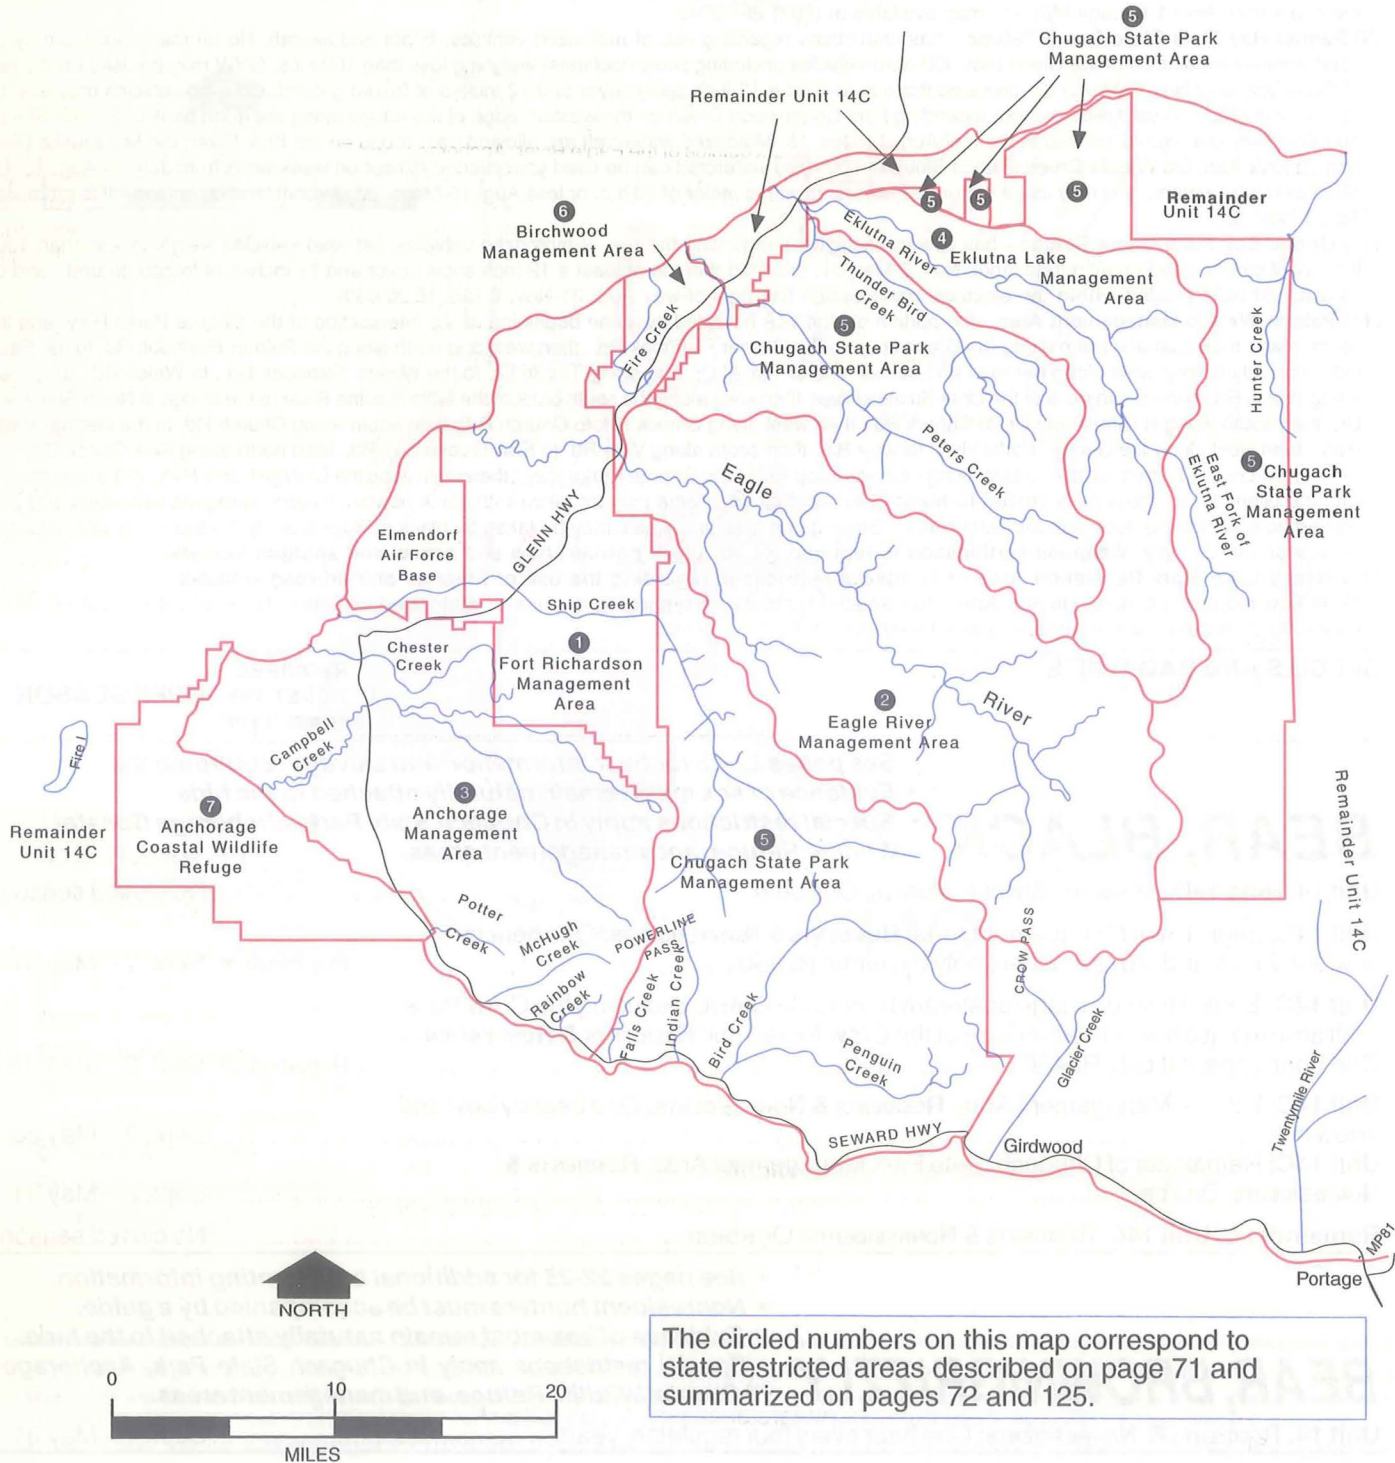 5
Chugach State Park
Management Area
Remainder Unit 14C
5
5
5
Remainder
Unit 14C
6
Birchwood
Management Area
Eklutna River
4
Eklutna Lake
Management
Area
Thunder Bird
Creek
5
Chugach State Park
Management Area
Fire Creek
Hunter Creek
Peters Creek
Eagle
East Fork of
Eklutna River
5
Chugach
State Park
Management
Area
GLENN HWY
Elmendorf
Air Force
Base
Ship Creek
1
Fort Richardson
Management
Area
Chester
Creek
2
Eagle River
Management Area
River
Campbell
Creek
Fire I
7
Anchorage
Coastal Wildlife
Refuge
Remainder
Unit 14C
3
Anchorage
Management
Area
5
Chugach State Park
Management Area
Remainder Unit 14C
Potter
Creek
McHugh
Creek
Rainbow
Creek
POWERLINE
PASS
Falls Creek
Indian Creek
Bird Creek
Penguin
Creek
CROW PASS
Glacier Creek
Twentymile River
SEWARD HWY
Girdwood
MP81
Portage
NORTH
0
10
20
MILES
The circled numbers on this map correspond to
state restricted areas described on page 71 and
summarized on pages 72 and 125.